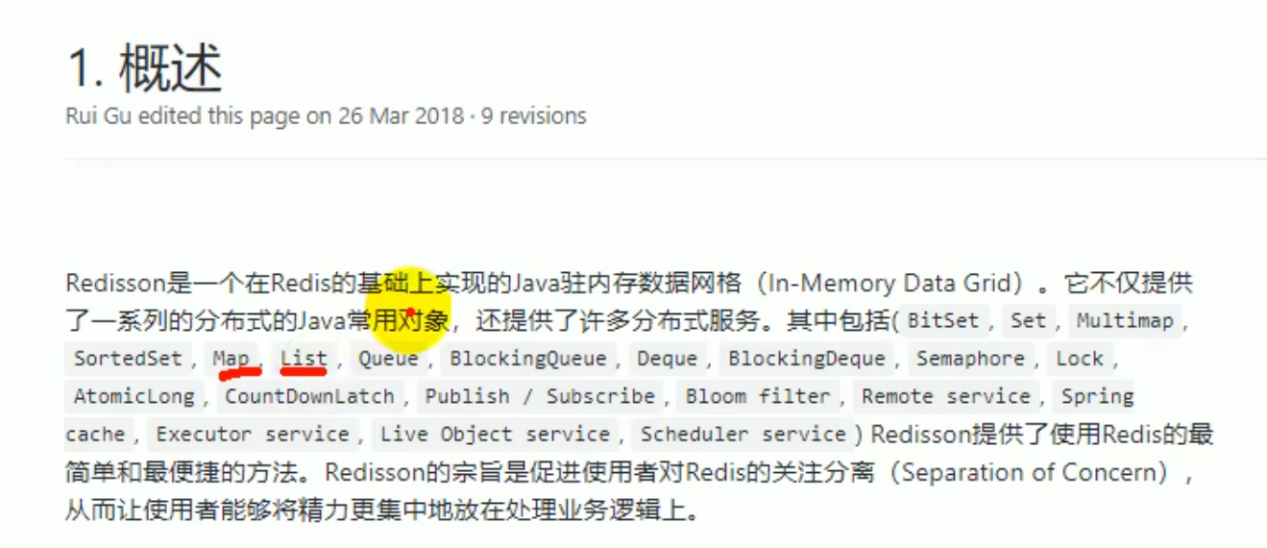 1. 概述
Rui Gu edited this page on 26 Mar 2018 · 9 revisions
Redisson是一个在Redis的基础上实现的Java驻内存数据网格（In-Memory Data Grid）。它不仅提供
了一系列的分布式的Java常用对象，还提供了许多分布式服务。其中包括( BitSet , Set , Multimap ,
SortedSet , Map , List , Queue , BlockingQueue , Deque , BlockingDeque , Semaphore , Lock ,
AtomicLong , CountDownLatch , Publish / Subscribe , Bloom filter , Remote service , Spring
cache , Executor service , Live Object service , Scheduler service ) Redisson提供了使用Redis的最
简单和最便捷的方法。Redisson的宗旨是促进使用者对Redis的关注分离（Separation of Concern），
从而让使用者能够将精力更集中地放在处理业务逻辑上。